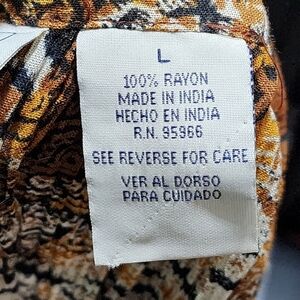 L
100% RAYON
MADE IN INDIA
HECHO EN INDIA
R.N. 95966
SEE REVERSE FOR CARE
VER AL DORSO
PARA CUIDADO